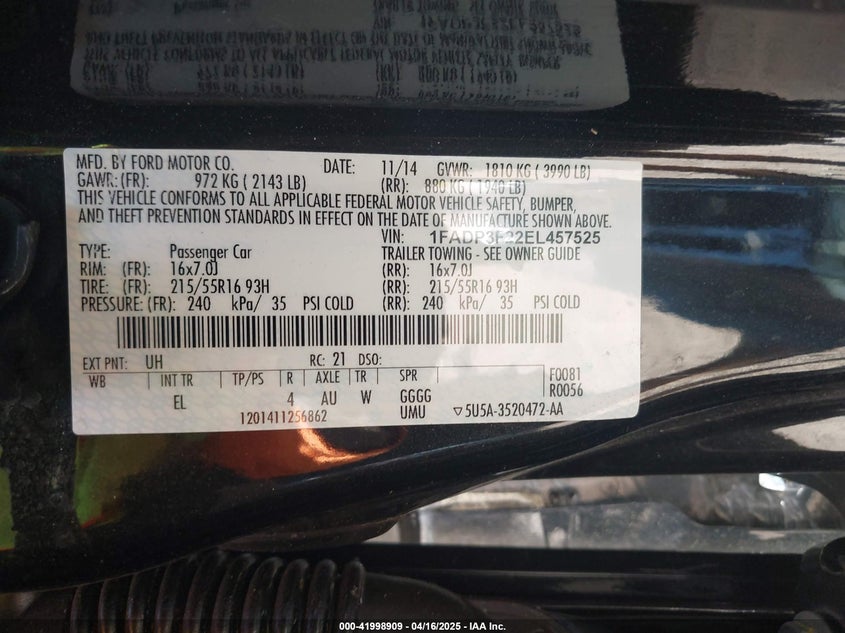 MFD. BY FORD MOTOR CO. DATE: 11/14 GVWR: 1810 KG ( 3990 LB)
GAWR: (FR): 972 KG ( 2143 LB) (RR): 880 KG ( 1940 LB)
THIS VEHICLE CONFORMS TO ALL APPLICABLE FEDERAL MOTOR VEHICLE SAFETY, BUMPER,
AND THEFT PREVENTION STANDARDS IN EFFECT ON THE DATE OF MANUFACTURE SHOWN ABOVE.
VIN: 1FADP3F22EL457525
TYPE: Passenger Car TRAILER TOWING - SEE OWNER GUIDE
RIM: (FR): 16x7.0J (RR): 16x7.0J
TIRE: (FR): 215/55R16 93H (RR): 215/55R16 93H
PRESSURE: (FR): 240 kPa/ 35 PSI COLD (RR): 240 kPa/ 35 PSI COLD
EXT PNT: UH RC: 21 DSO:
WB INT TR TP/PS R AXLE TR SPR F0081
R0056
EL 4 AU W GGGG
1201411256862 UMU ▽5U5A-3520472-AA
000-41998909 - 04/16/2025 - IAA Inc.